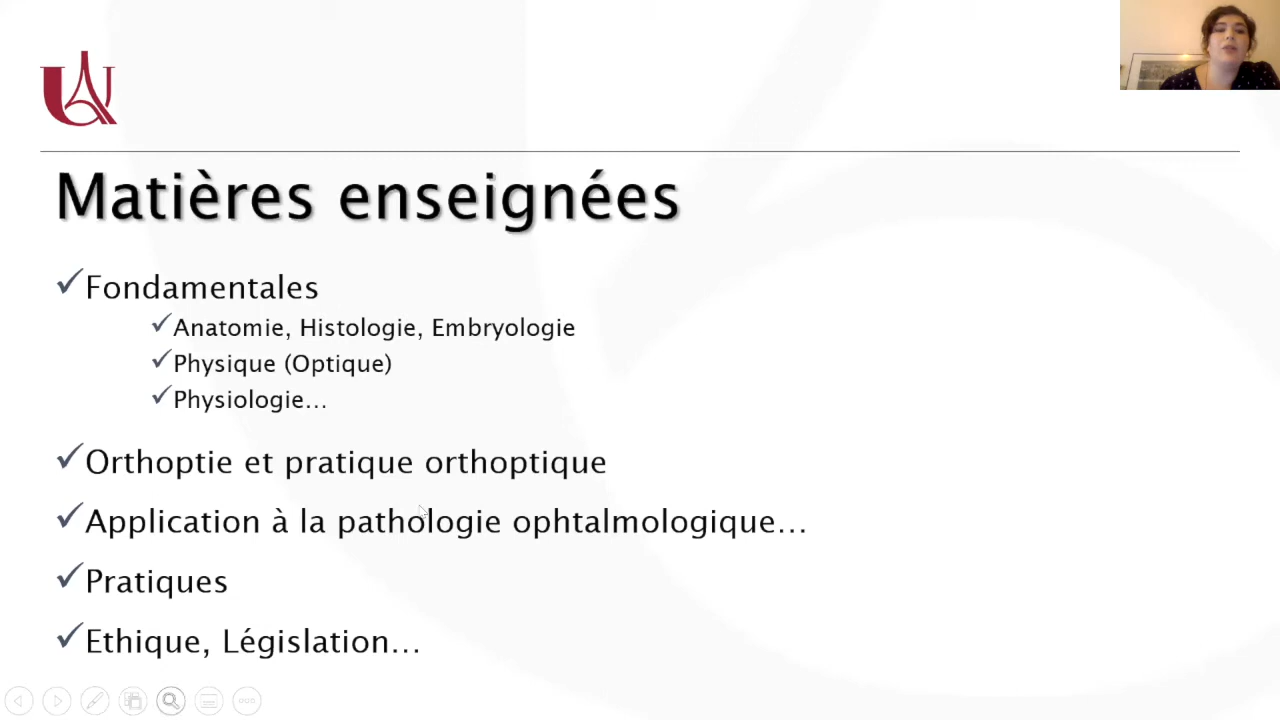 Matières enseignées
Fondamentales
Anatomie, Histologie, Embryologie
Physique (Optique)
Physiologie...
Orthoptie et pratique orthoptique
Application à la pathologie ophtalmologique...
Pratiques
Ethique, Législation...